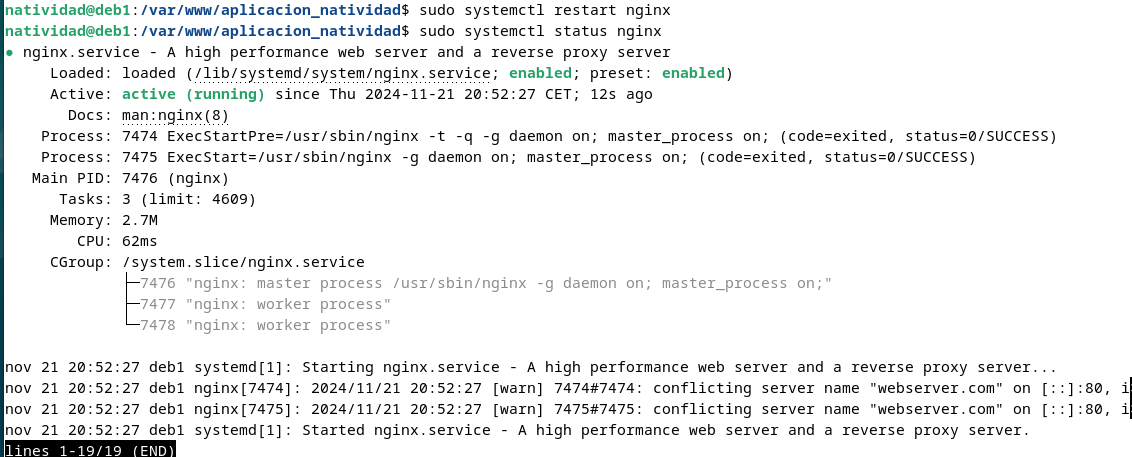 natividad@deb1:/var/www/aplicacion_natividad$ sudo systemctl restart nginx
natividad@deb1:/var/www/aplicacion_natividad$ sudo systemctl status nginx
● nginx.service - A high performance web server and a reverse proxy server
     Loaded: loaded (/lib/systemd/system/nginx.service; enabled; preset: enabled)
     Active: active (running) since Thu 2024-11-21 20:52:27 CET; 12s ago
       Docs: man:nginx(8)
    Process: 7474 ExecStartPre=/usr/sbin/nginx -t -q -g daemon on; master_process on; (code=exited, status=0/SUCCESS)
    Process: 7475 ExecStart=/usr/sbin/nginx -g daemon on; master_process on; (code=exited, status=0/SUCCESS)
   Main PID: 7476 (nginx)
      Tasks: 3 (limit: 4609)
     Memory: 2.7M
        CPU: 62ms
     CGroup: /system.slice/nginx.service
             ├─7476 "nginx: master process /usr/sbin/nginx -g daemon on; master_process on;"
             ├─7477 "nginx: worker process"
             └─7478 "nginx: worker process"

nov 21 20:52:27 deb1 systemd[1]: Starting nginx.service - A high performance web server and a reverse proxy server...
nov 21 20:52:27 deb1 nginx[7474]: 2024/11/21 20:52:27 [warn] 7474#7474: conflicting server name "webserver.com" on [::]:80, i
nov 21 20:52:27 deb1 nginx[7475]: 2024/11/21 20:52:27 [warn] 7475#7475: conflicting server name "webserver.com" on [::]:80, i
nov 21 20:52:27 deb1 systemd[1]: Started nginx.service - A high performance web server and a reverse proxy server.
lines 1-19/19 (END)